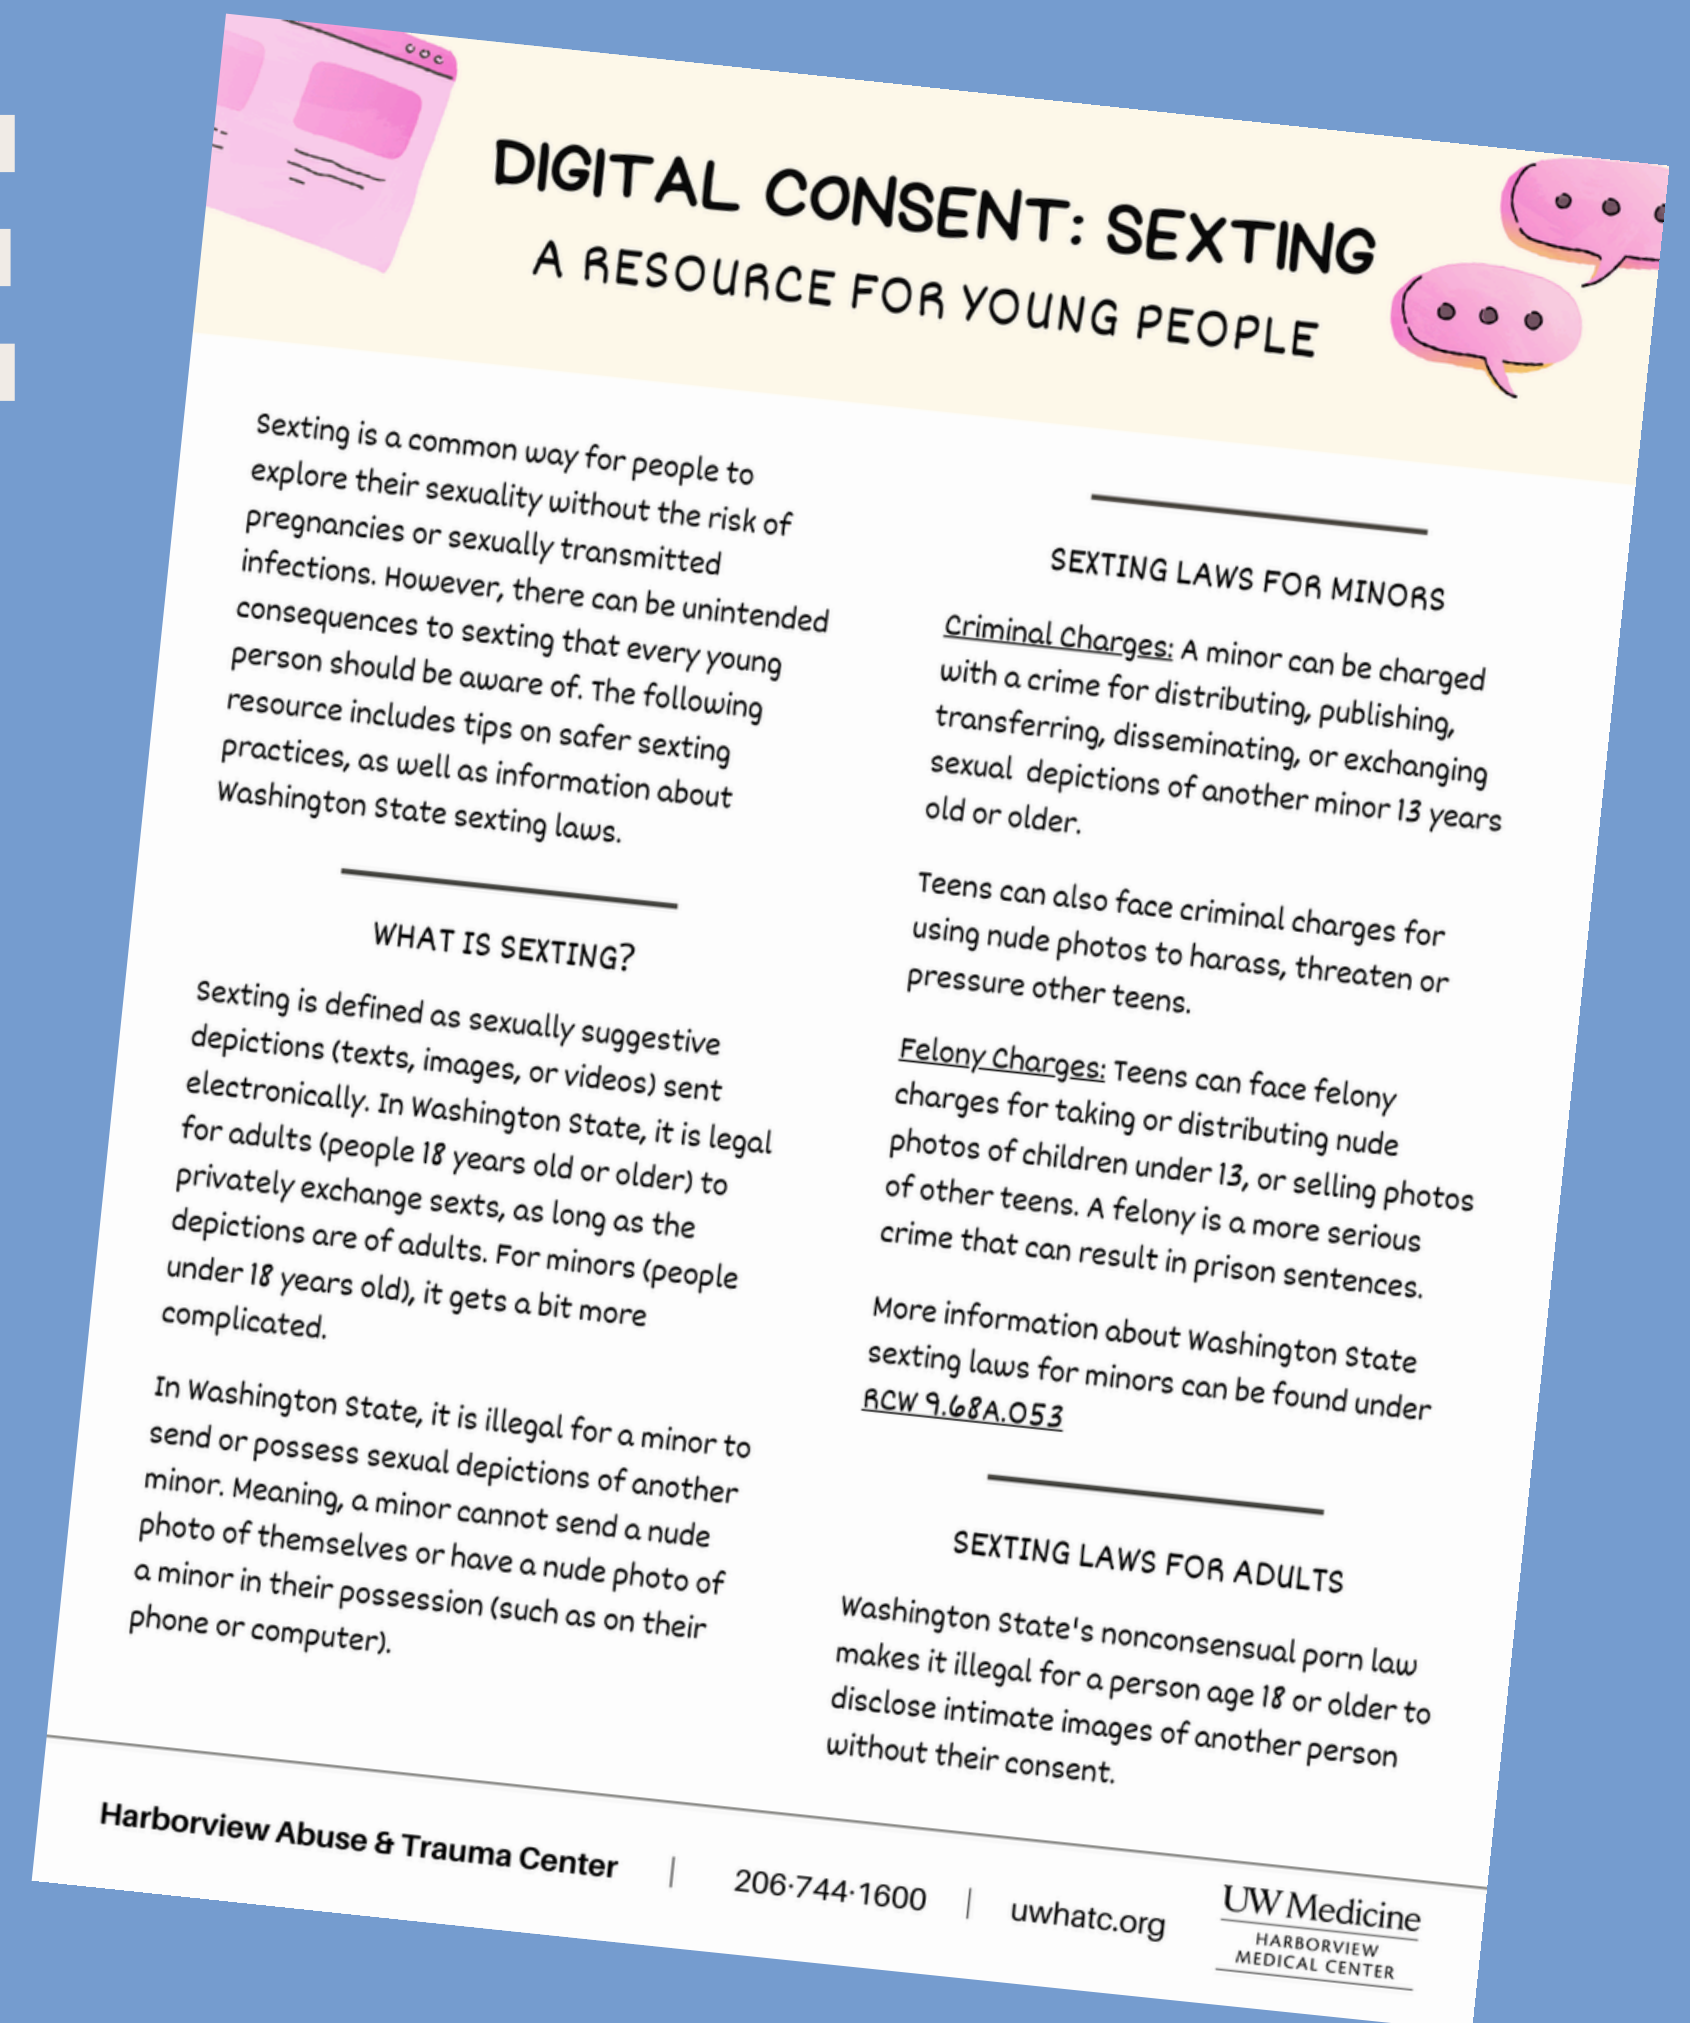 DIGITAL CONSENT: SEXTING
A RESOURCE FOR YOUNG PEOPLE
Sexting is a common way for people to
explore their sexuality without the risk of
pregnancies or sexually transmitted
infections. However, there can be unintended
consequences to sexting that every young
person should be aware of. The following
resource includes tips on safer sexting
practices, as well as information about
Washington State sexting laws.
WHAT IS SEXTING?
Sexting is defined as sexually suggestive
depictions (texts, images, or videos) sent
electronically. In Washington State, it is legal
for adults (people 18 years old or older) to
privately exchange sexts, as long as the
depictions are of adults. For minors (people
under 18 years old), it gets a bit more
complicated.
In Washington State, it is illegal for a minor to
send or possess sexual depictions of another
minor. Meaning, a minor cannot send a nude
photo of themselves or have a nude photo of
a minor in their possession (such as on their
phone or computer).
SEXTING LAWS FOR MINORS
Criminal Charges: A minor can be charged
with a crime for distributing, publishing,
transferring, disseminating, or exchanging
sexual depictions of another minor 13 years
old or older.
Teens can also face criminal charges for
using nude photos to harass, threaten or
pressure other teens.
Felony Charges: Teens can face felony
charges for taking or distributing nude
photos of children under 13, or selling photos
of other teens. A felony is a more serious
crime that can result in prison sentences.
More information about Washington State
sexting laws for minors can be found under
RCW 9.68A.053
SEXTING LAWS FOR ADULTS
Washington State's nonconsensual porn law
makes it illegal for a person age 18 or older to
disclose intimate images of another person
without their consent.
Harborview Abuse & Trauma Center | 206·744·1600 | uwhatc.org
UW Medicine
HARBORVIEW
MEDICAL CENTER